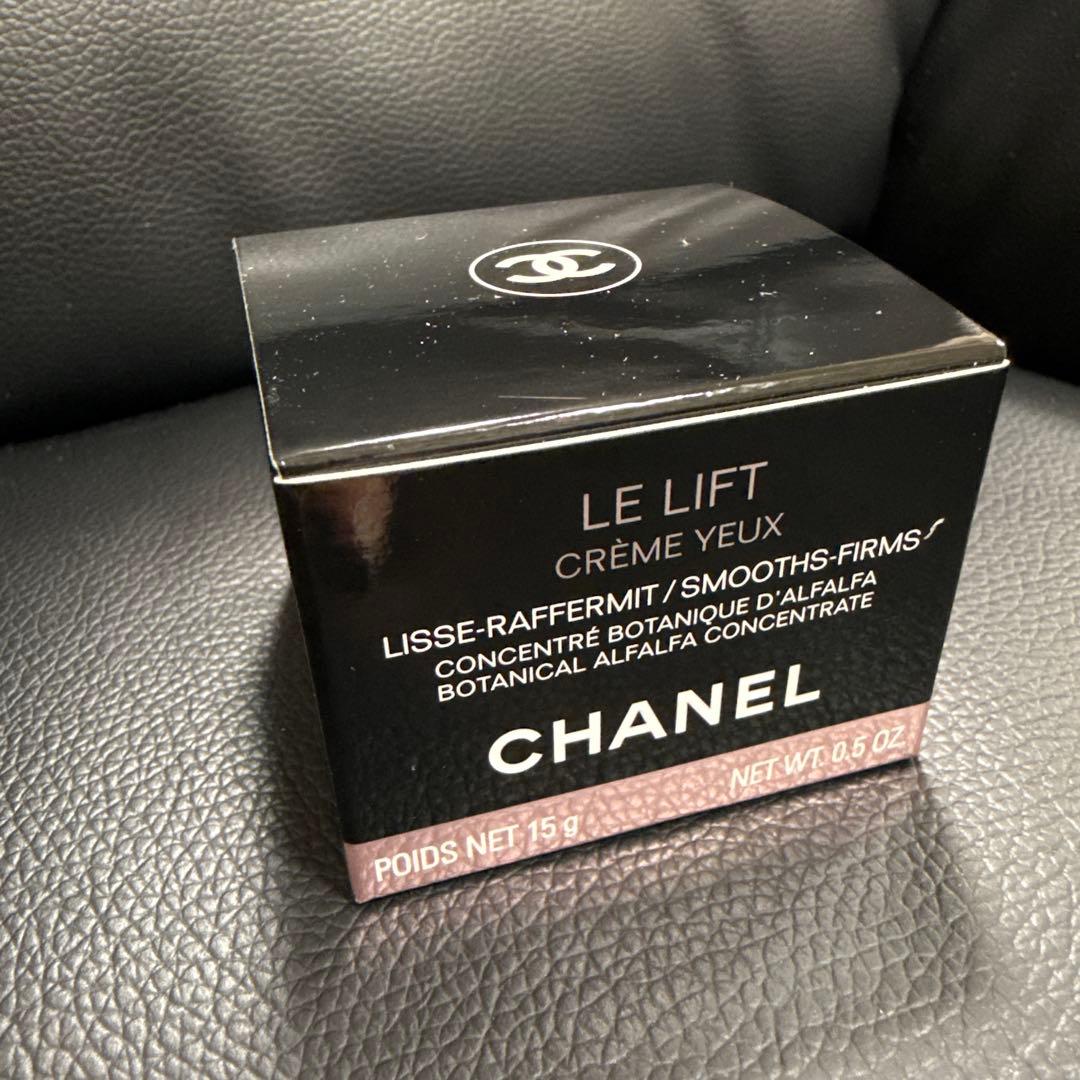 LE LIFT
CRÈME YEUX
LISSE-RAFFERMIT / SMOOTHS-FIRMS
CONCENTRÉ BOTANIQUE D'ALFALFA
BOTANICAL ALFALFA CONCENTRATE
CHANEL
POIDS NET 15 g
NET WT. 0.5 OZ.